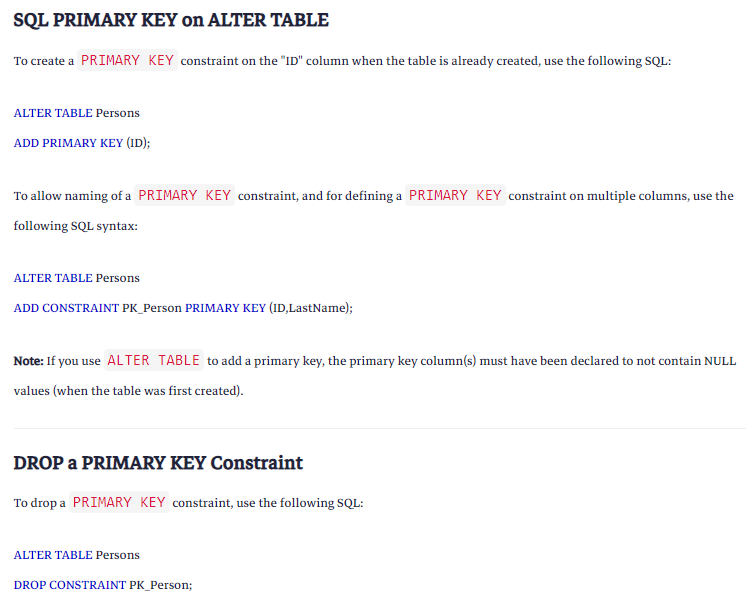 SQL PRIMARY KEY on ALTER TABLE
To create a PRIMARY KEY constraint on the "ID" column when the table is already created, use the following SQL:
ALTER TABLE Persons
ADD PRIMARY KEY (ID);
To allow naming of a PRIMARY KEY constraint, and for defining a PRIMARY KEY constraint on multiple columns, use the
following SQL syntax:
ALTER TABLE Persons
ADD CONSTRAINT PK_Person PRIMARY KEY (ID,LastName);
Note: If you use ALTER TABLE to add a primary key, the primary key column(s) must have been declared to not contain NULL
values (when the table was first created).
DROP a PRIMARY KEY Constraint
To drop a PRIMARY KEY constraint, use the following SQL:
ALTER TABLE Persons
DROP CONSTRAINT PK_Person;